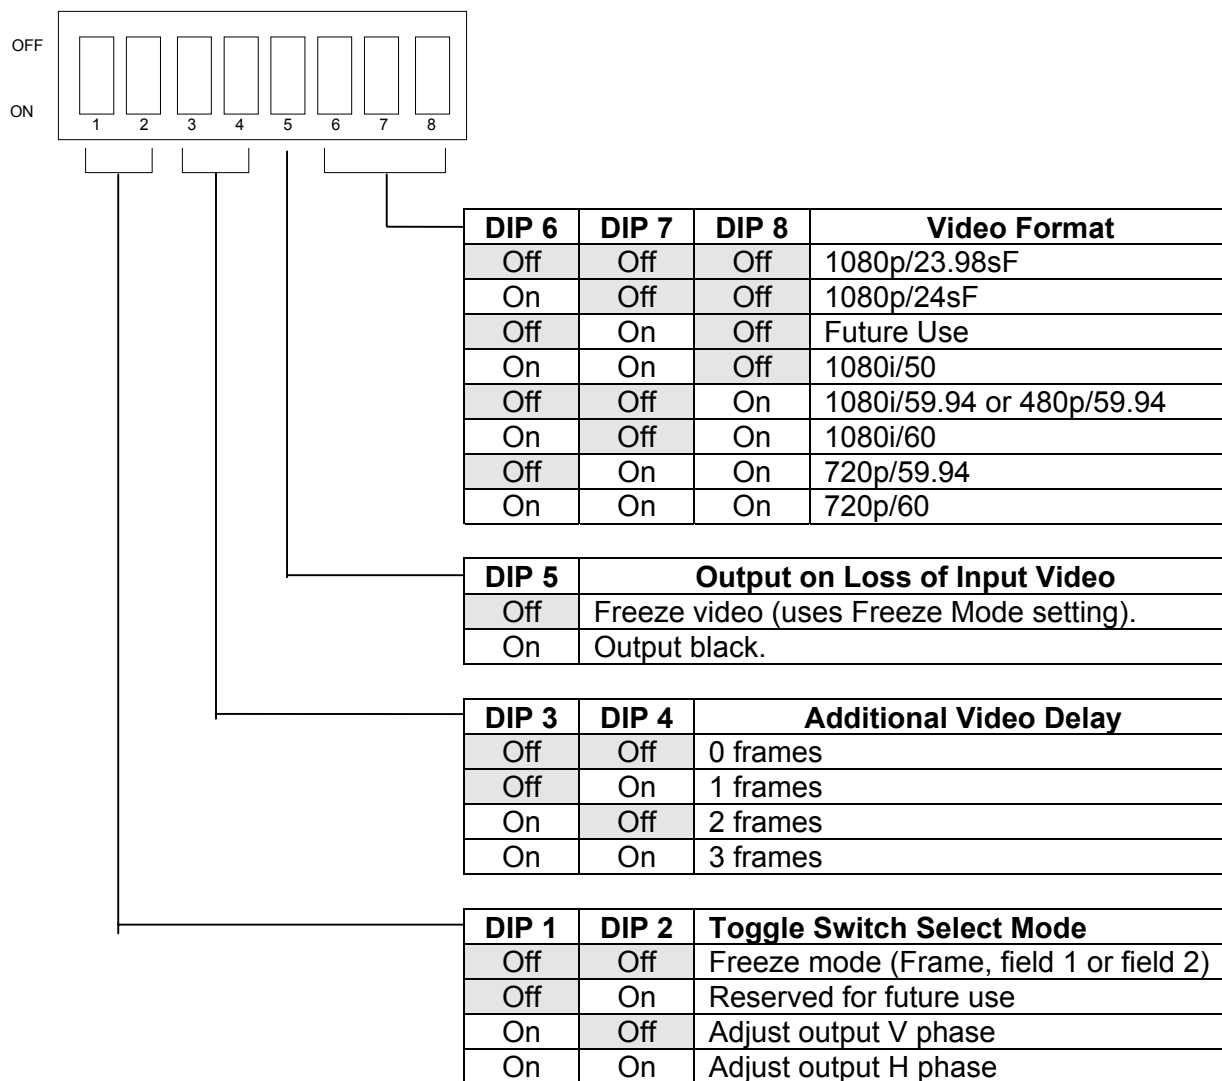 OFF
ON
1 2 3 4 5 6 7 8
DIP 6 DIP 7 DIP 8 Video Format
Off Off Off 1080p/23.98sF
On Off Off 1080p/24sF
Off On Off Future Use
On On Off 1080i/50
Off Off On 1080i/59.94 or 480p/59.94
On Off On 1080i/60
Off On On 720p/59.94
On On On 720p/60
DIP 5 Output on Loss of Input Video
Off Freeze video (uses Freeze Mode setting).
On Output black.
DIP 3 DIP 4 Additional Video Delay
Off Off 0 frames
Off On 1 frames
On Off 2 frames
On On 3 frames
DIP 1 DIP 2 Toggle Switch Select Mode
Off Off Freeze mode (Frame, field 1 or field 2)
Off On Reserved for future use
On Off Adjust output V phase
On On Adjust output H phase